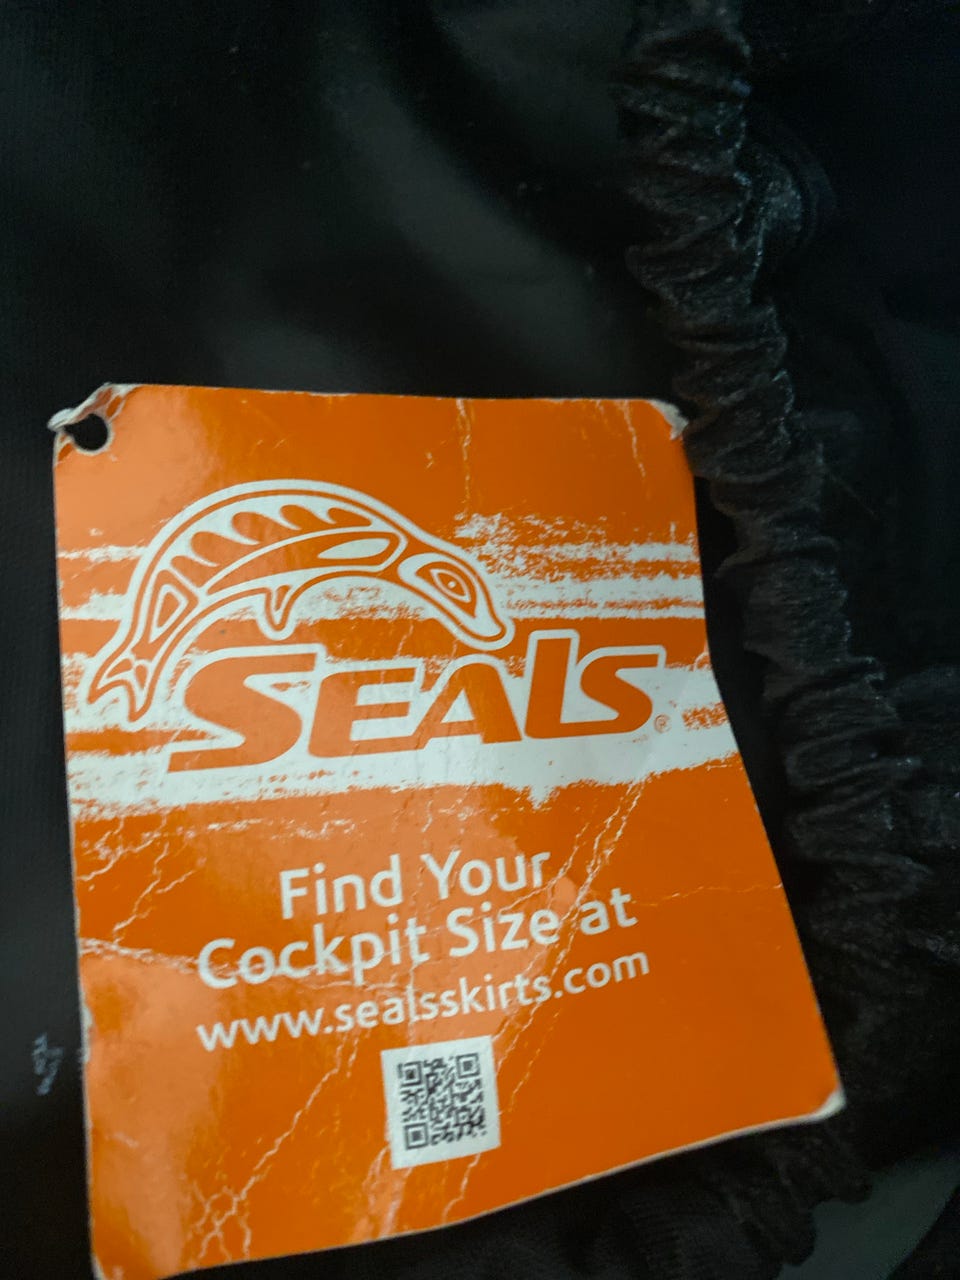 SEALS®
Find Your
Cockpit Size at
www.sealsskirts.com